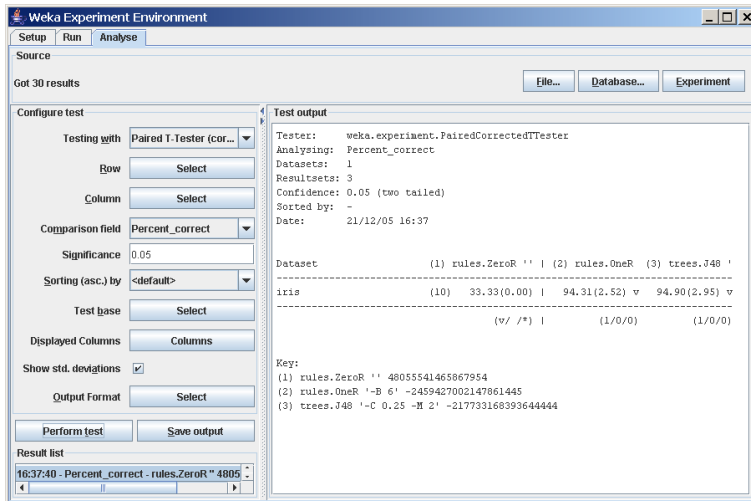 Weka Experiment Environment
Setup Run Analyse
Source
Got 30 results
File... Database... Experiment
Configure test
Testing with Paired T-Tester (cor...
Row Select
Column Select
Comparison field Percent_correct
Significance 0.05
Sorting (asc.) by <default>
Test base Select
Displayed Columns Columns
Show std. deviations
Output Format Select
Perform test Save output
Result list
16:37:40 - Percent_correct - rules.ZeroR '' 4805
Test output
Tester: weka.experiment.PairedCorrectedTTester
Analysing: Percent_correct
Datasets: 1
Resultsets: 3
Confidence: 0.05 (two tailed)
Sorted by: -
Date: 21/12/05 16:37
Dataset (1) rules.ZeroR '' | (2) rules.OneR (3) trees.J48 '
----------------------------------------------------------------
iris (10) 33.33(0.00) | 94.31(2.52) v 94.90(2.95) v
----------------------------------------------------------------
(v/ /*) | (1/0/0) (1/0/0)
Key:
(1) rules.ZeroR '' 48055541465867954
(2) rules.OneR '-B 6' -2459427002147861445
(3) trees.J48 '-C 0.25 -M 2' -217733168393644444